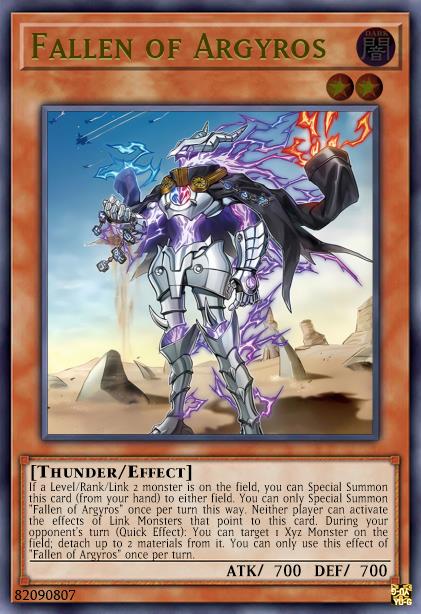 Fallen of Argyros
DARK
闇
[Thunder/Effect]
If a Level/Rank/Link 2 monster is on the field, you can Special Summon
this card (from your hand) to either field. You can only Special Summon
"Fallen of Argyros" once per turn this way. Neither player can activate
the effects of Link Monsters that point to this card. During your
opponent's turn (Quick Effect): You can target 1 Xyz Monster on the
field; detach up to 2 materials from it. You can only use this effect of
"Fallen of Argyros" once per turn.
ATK/ 700 DEF/ 700
82090807